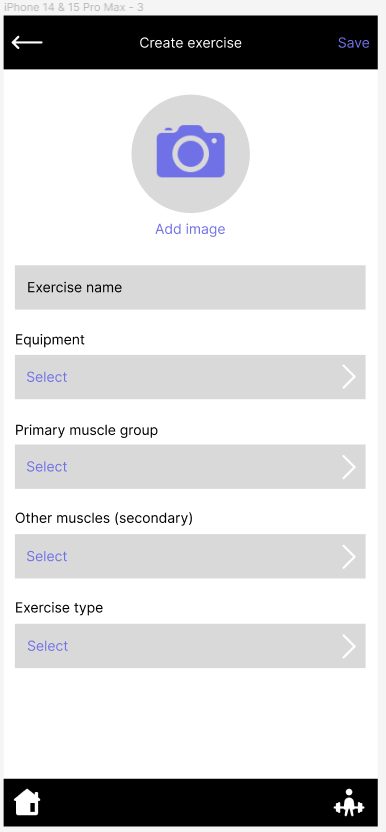 iPhone 14 & 15 Pro Max - 3
Create exercise
Save
Add image
Exercise name
Equipment
Select
Primary muscle group
Select
Other muscles (secondary)
Select
Exercise type
Select